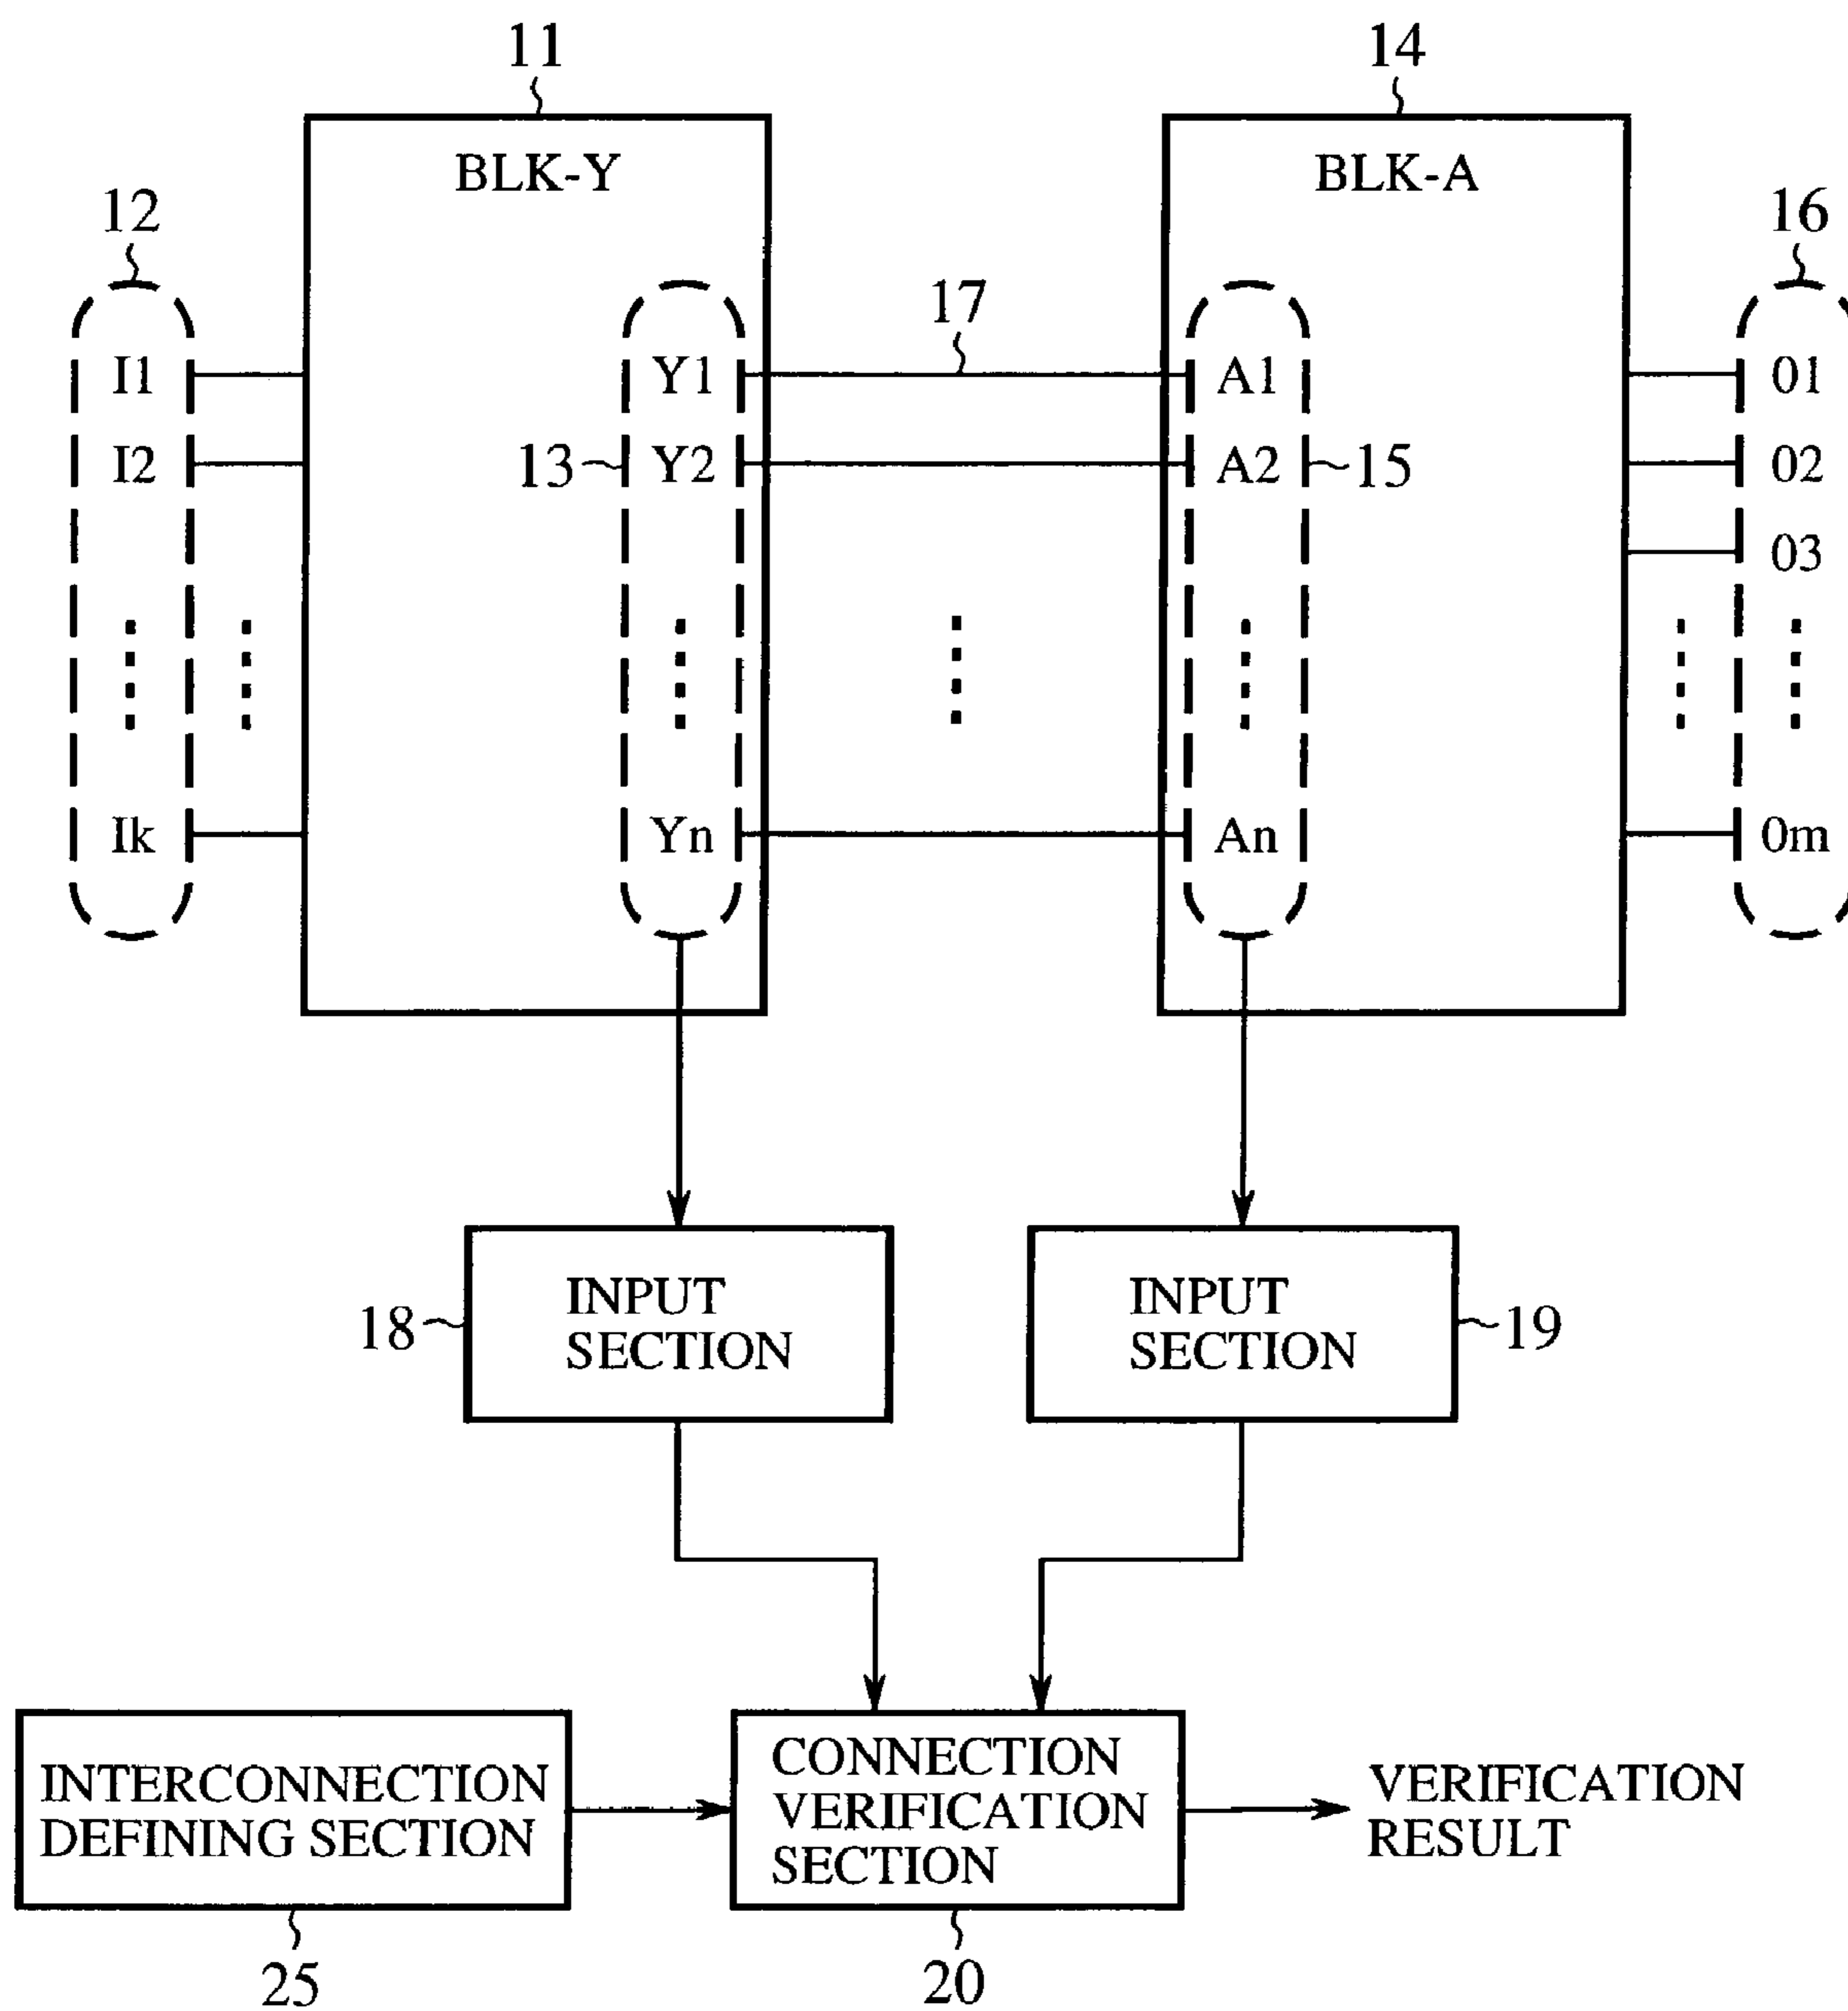 11
14
BLK-Y
BLK-A
12
16
17
I1
Y1
A1
01
I2
13
Y2
A2
15
02
03
Ik
Yn
An
0m
INPUT
SECTION
18
INPUT
SECTION
19
INTERCONNECTION
DEFINING SECTION
CONNECTION
VERIFICATION
SECTION
VERIFICATION
RESULT
25
20